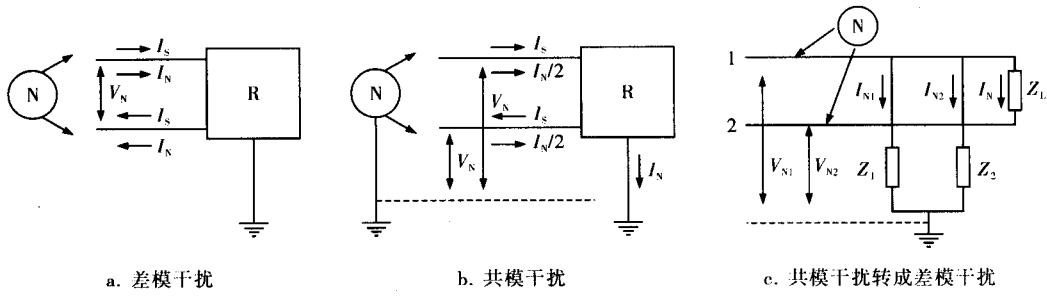 N
I_S
I_N
V_N
I_S
I_N
R
a. 差模干扰
N
I_S
I_N/2
V_N
I_S
I_N/2
V_N
R
I_N
b. 共模干扰
N
1
2
I_N1
I_N2
I_N
Z_L
V_N1
V_N2
Z_1
Z_2
c. 共模干扰转成差模干扰